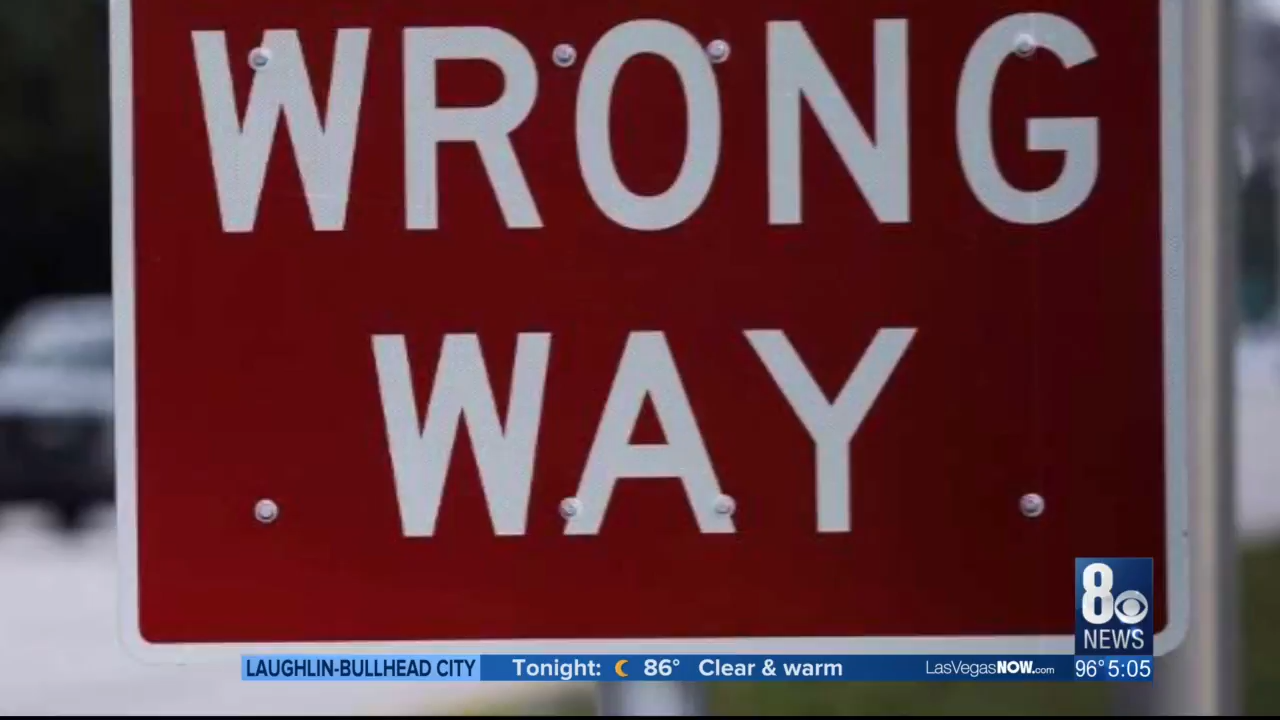 WRONG
WAY
8
NEWS
LAUGHLIN-BULLHEAD CITY Tonight: 86° Clear & warm LasVegasNOW.com 96° 5:05